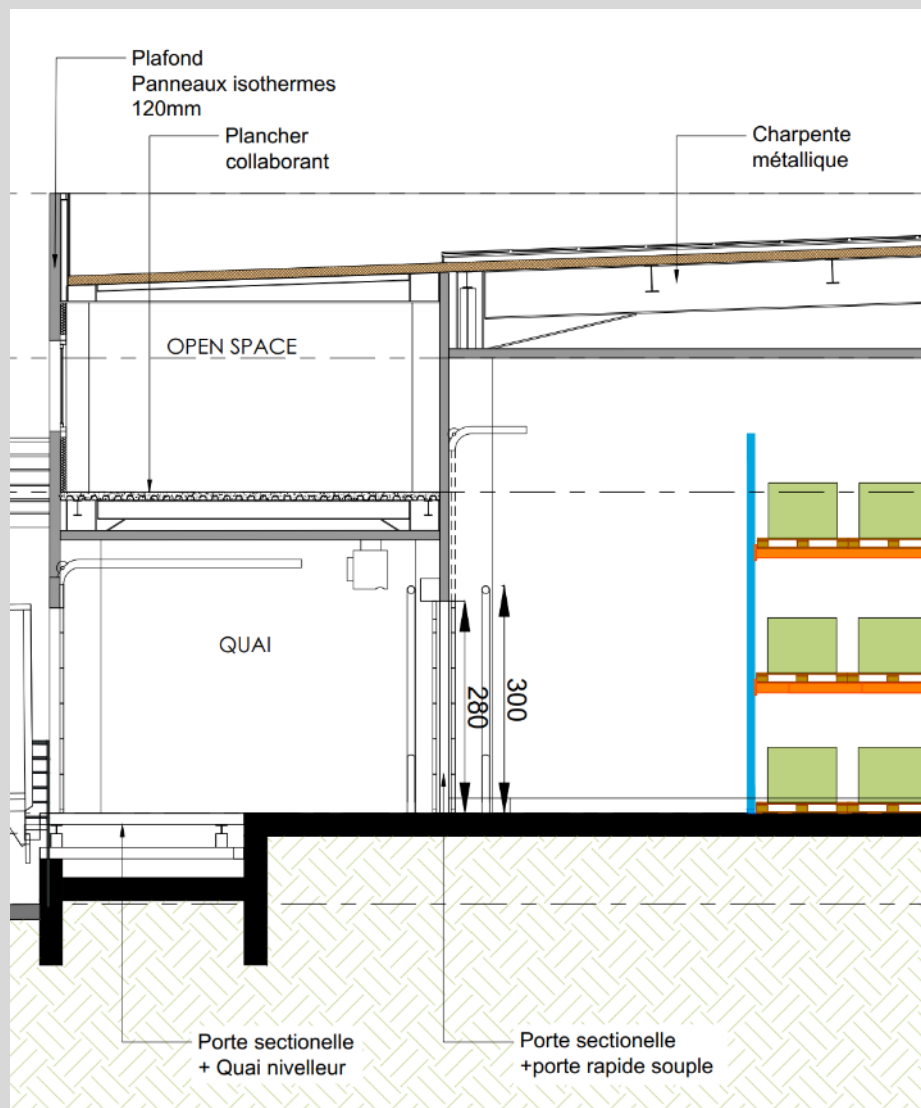 Plafond
Panneaux isothermes
120mm
Plancher
collaborant
Charpente
métallique
OPEN SPACE
QUAI
280
300
Porte sectionelle
+ Quai nivelleur
Porte sectionelle
+porte rapide souple